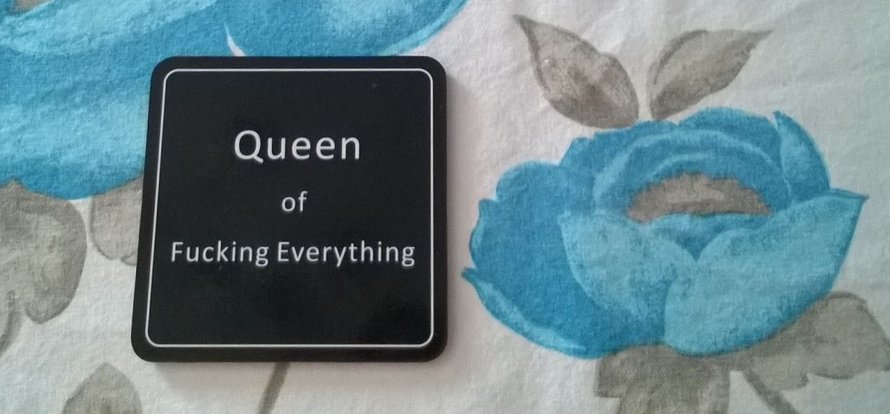 Queen
of
Fucking Everything